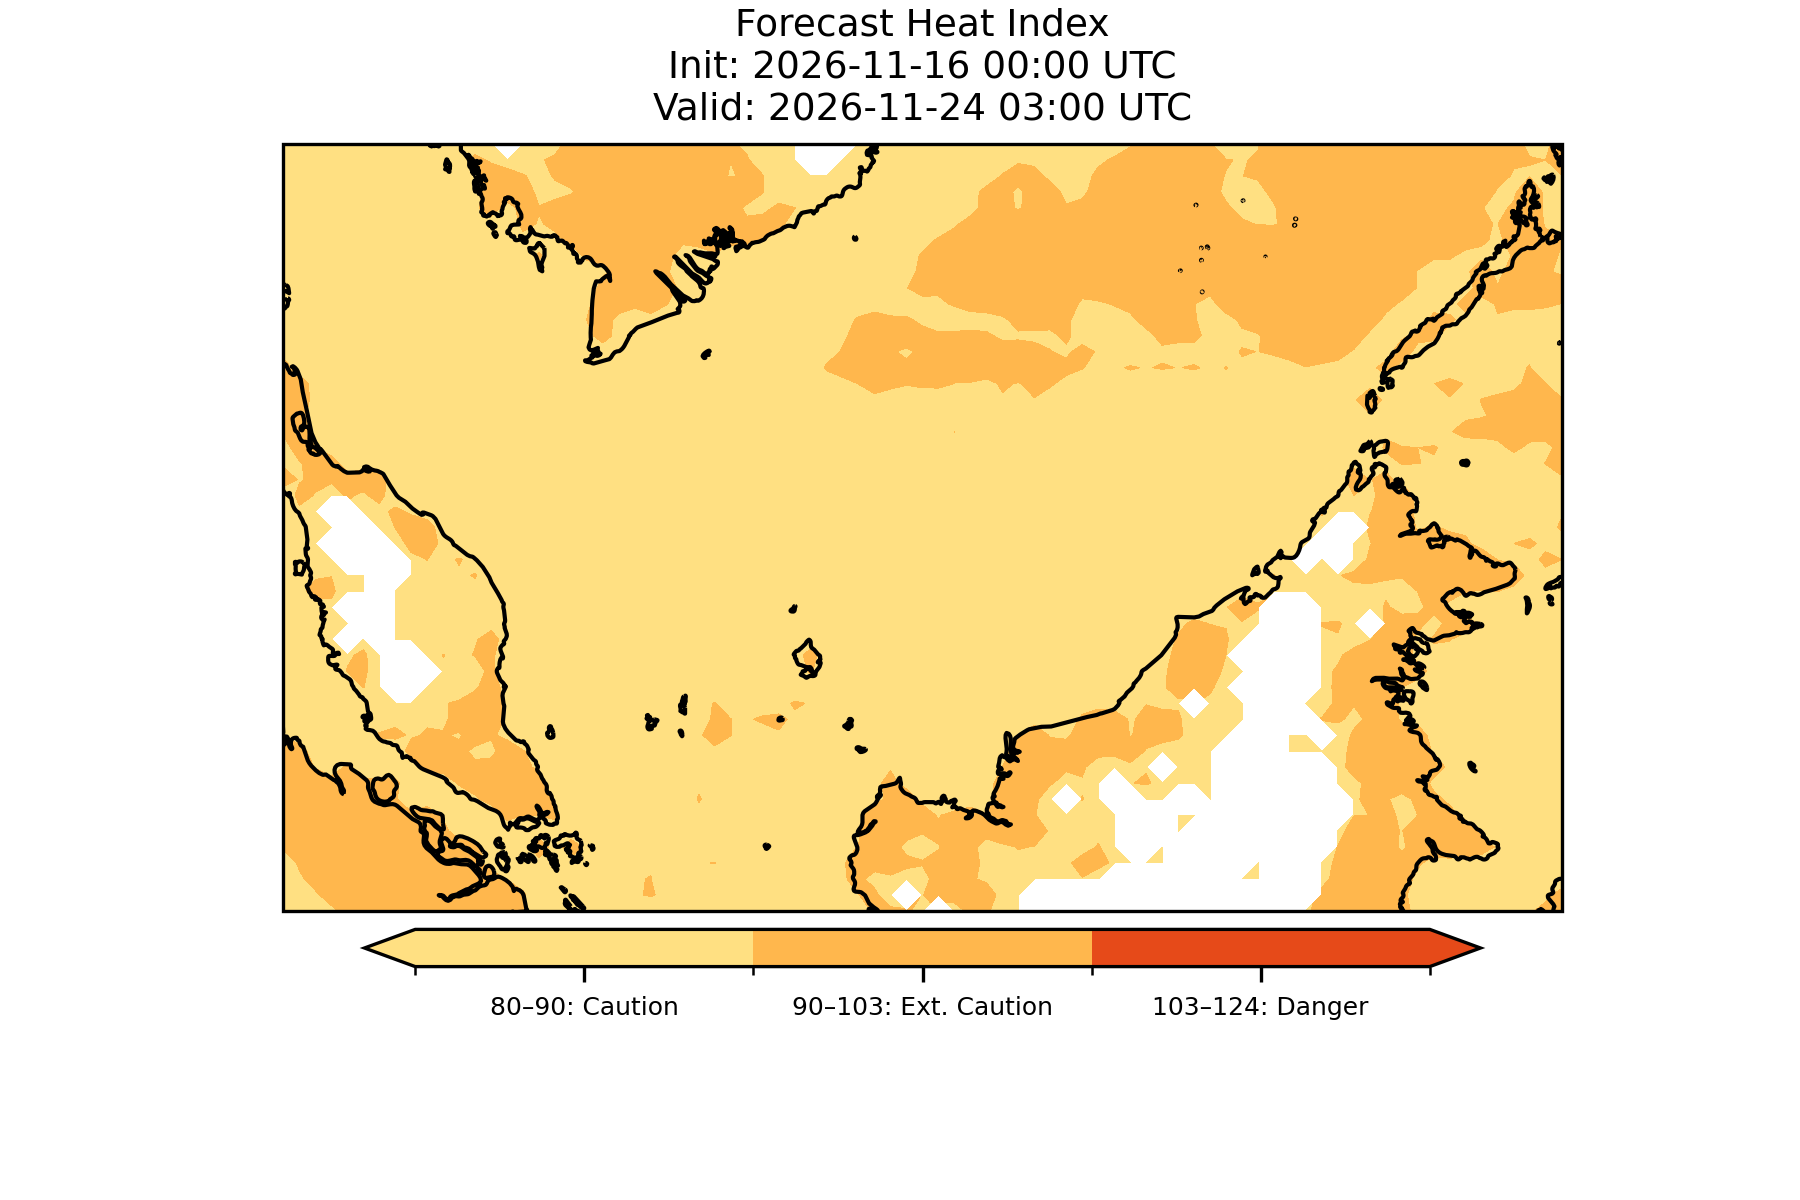 Forecast Heat Index
Init: 2026-11-16 00:00 UTC
Valid: 2026-11-24 03:00 UTC
80–90: Caution
90–103: Ext. Caution
103–124: Danger